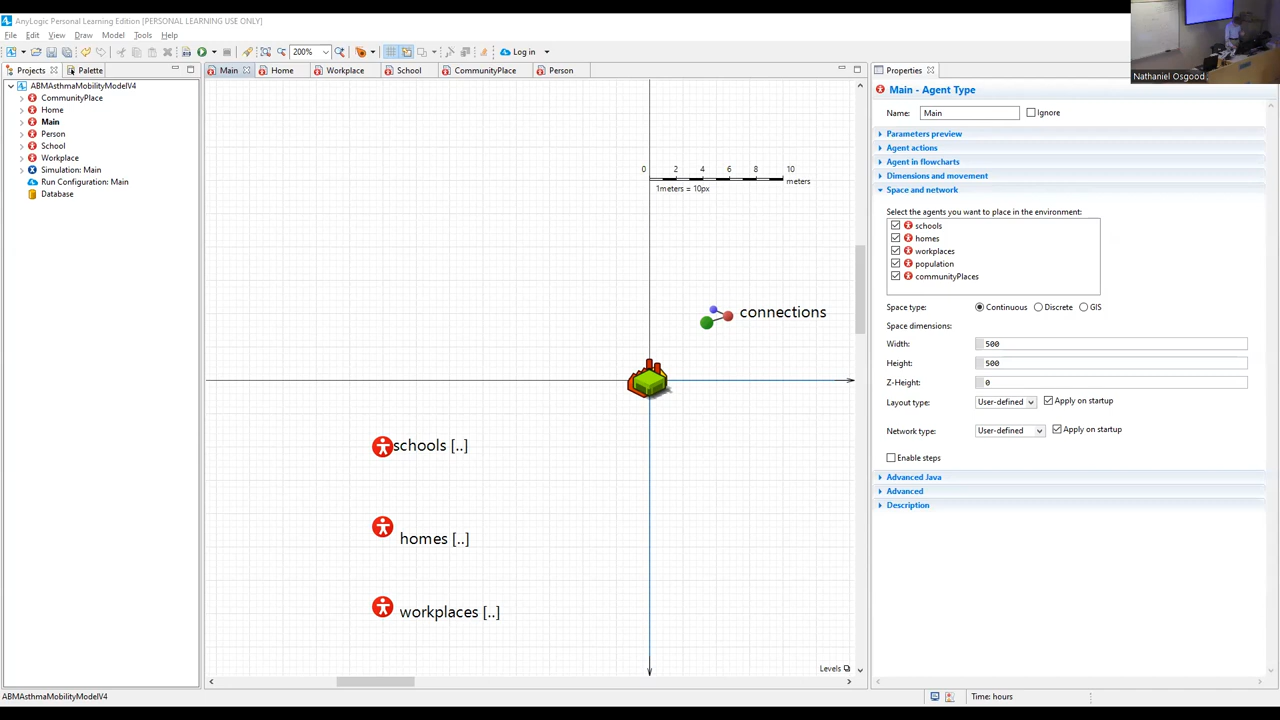 AnyLogic Personal Learning Edition [PERSONAL LEARNING USE ONLY]
File Edit View Draw Model Tools Help
200% Log in
Projects Palette
Main Home Workplace School CommunityPlace Person
Properties
ABMAsthmaMobilityModelV4
CommunityPlace
Home
Main
Person
School
Workplace
Simulation: Main
Run Configuration: Main
Database
0 2 4 6 8 10
meters
1meters = 10px
connections
schools [..]
homes [..]
workplaces [..]
Levels
Main - Agent Type
Name: Main Ignore
Parameters preview
Agent actions
Agent in flowcharts
Dimensions and movement
Space and network
Select the agents you want to place in the environment:
schools
homes
workplaces
population
communityPlaces
Space type: Continuous Discrete GIS
Space dimensions:
Width: 500
Height: 500
Z-Height: 0
Layout type: User-defined Apply on startup
Network type: User-defined Apply on startup
Enable steps
Advanced Java
Advanced
Description
Nathaniel Osgood
ABMAsthmaMobilityModelV4
Time: hours